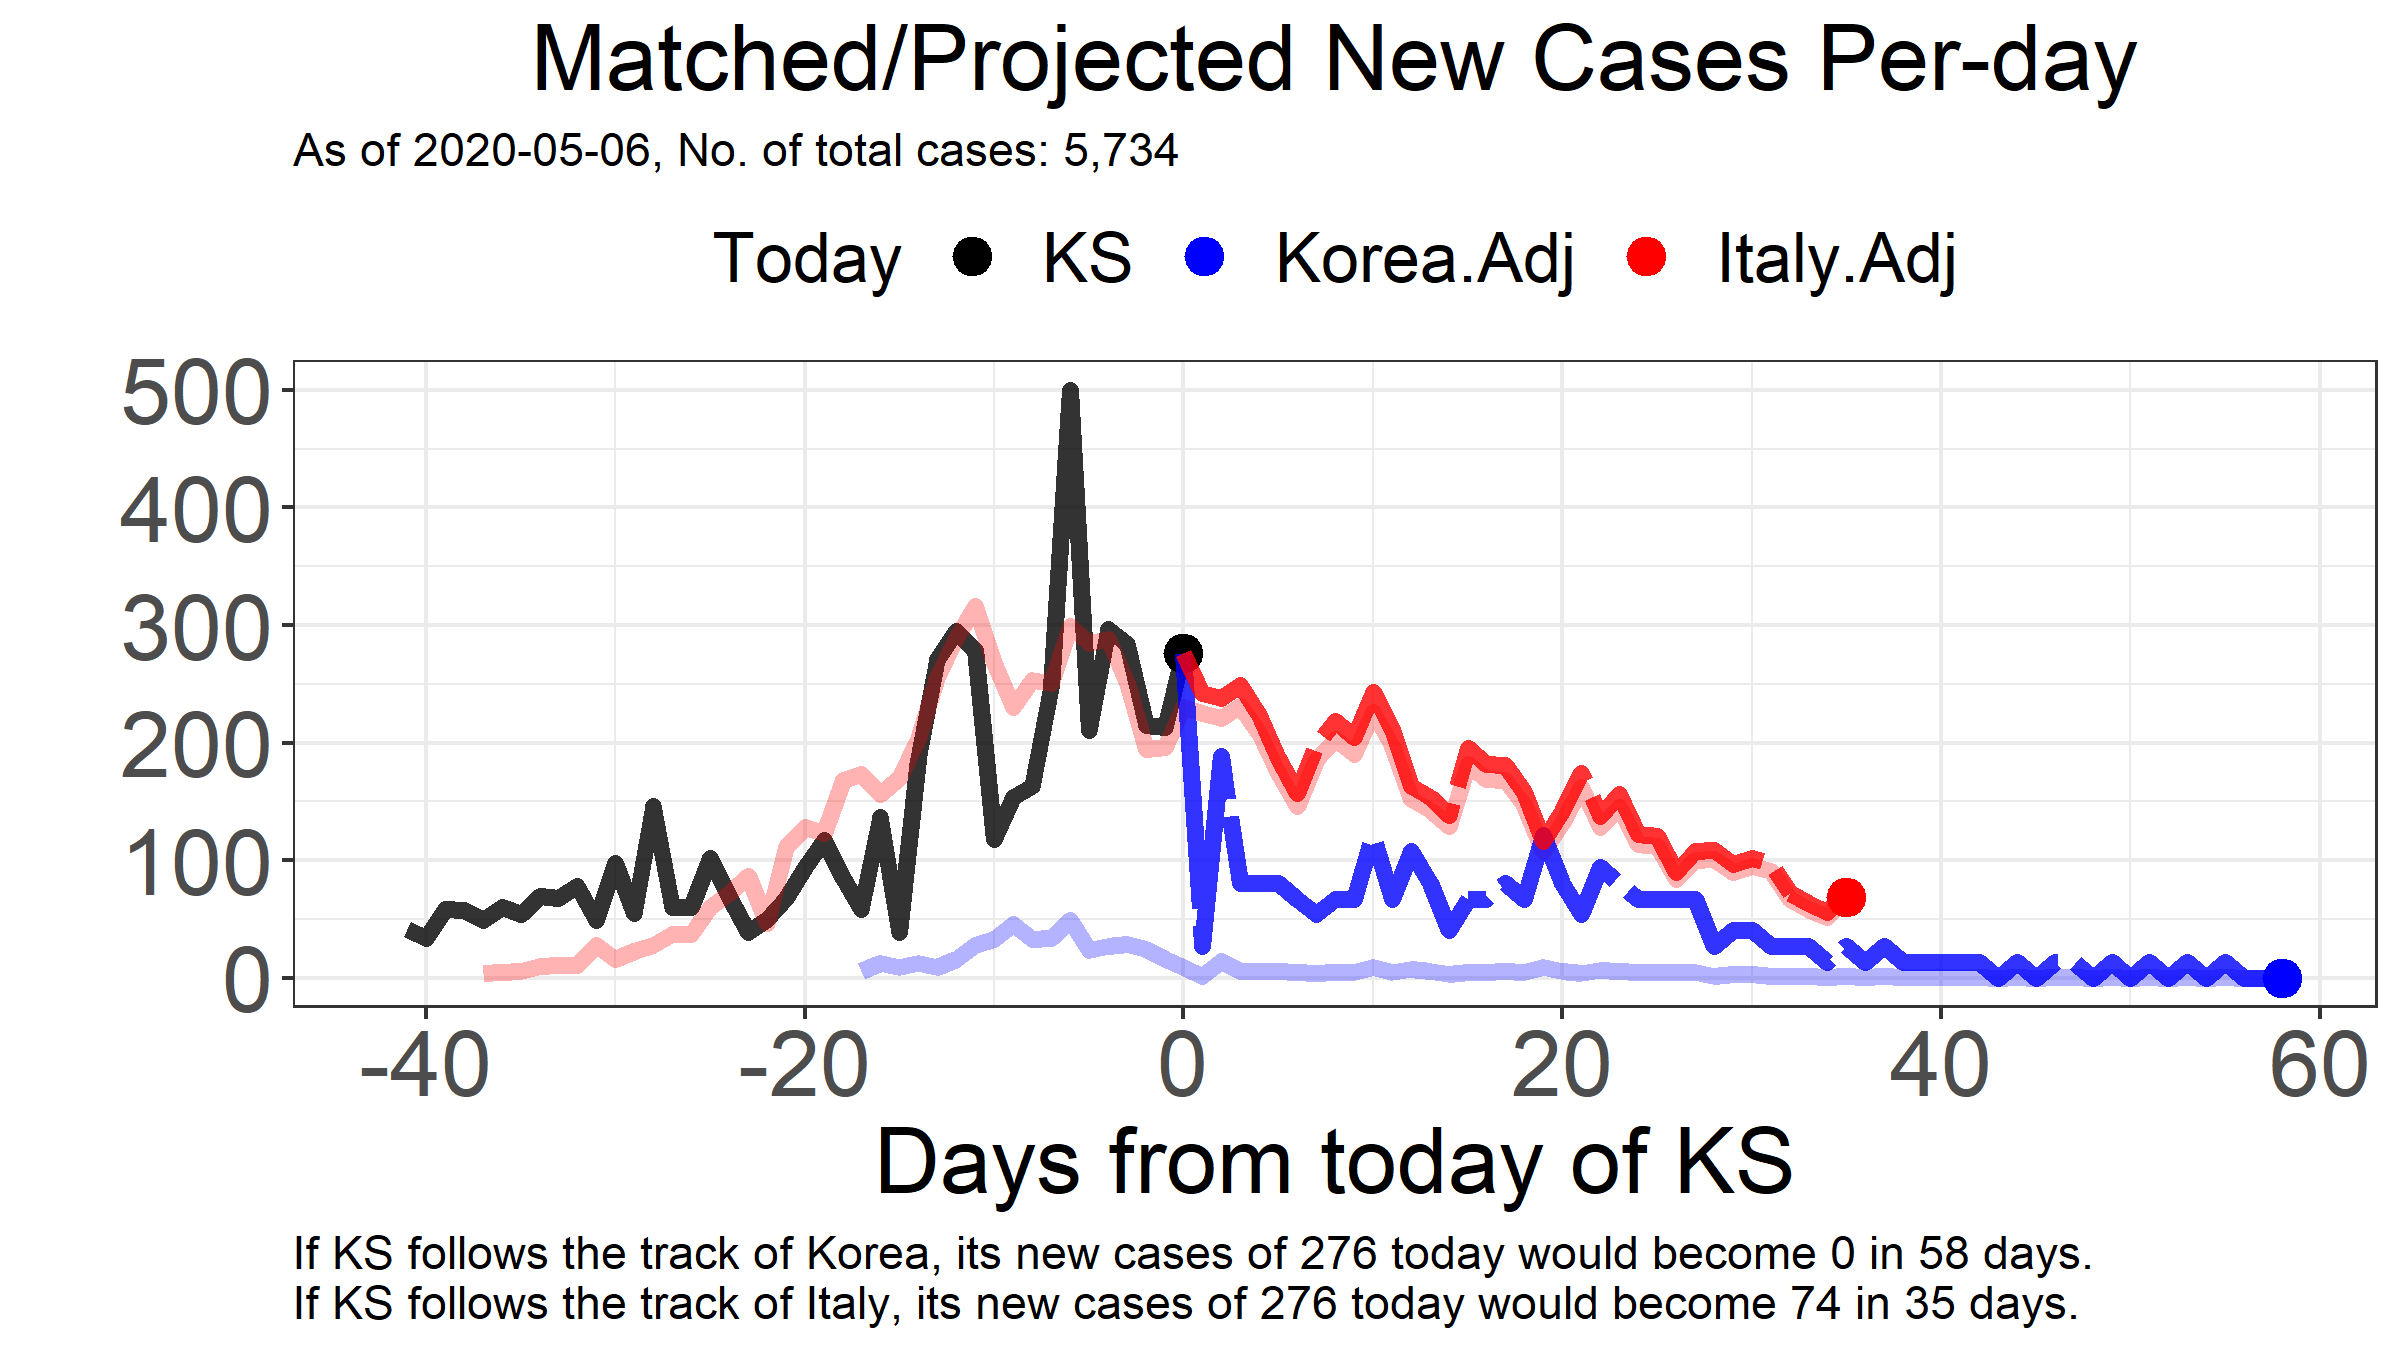 Matched/Projected New Cases Per-day
As of 2020-05-06, No. of total cases: 5,734
Today KS Korea.Adj Italy.Adj
500
400
300
200
100
0
-40 -20 0 20 40 60
Days from today of KS
If KS follows the track of Korea, its new cases of 276 today would become 0 in 58 days.
If KS follows the track of Italy, its new cases of 276 today would become 74 in 35 days.